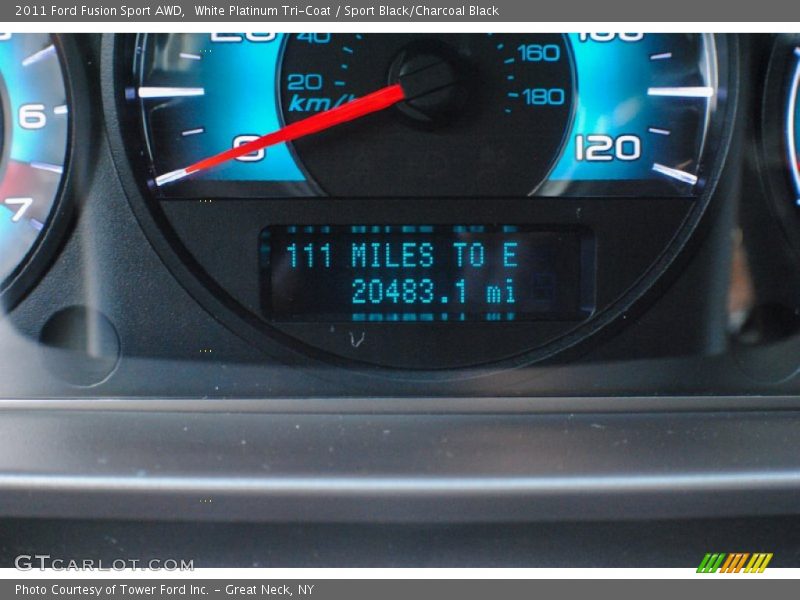 2011 Ford Fusion Sport AWD,  White Platinum Tri-Coat / Sport Black/Charcoal Black
40
160
20
180
km/h
6
0
120
7
111 MILES TO E
20483.1 mi
GTCARLOT.COM
Photo Courtesy of Tower Ford Inc. - Great Neck, NY